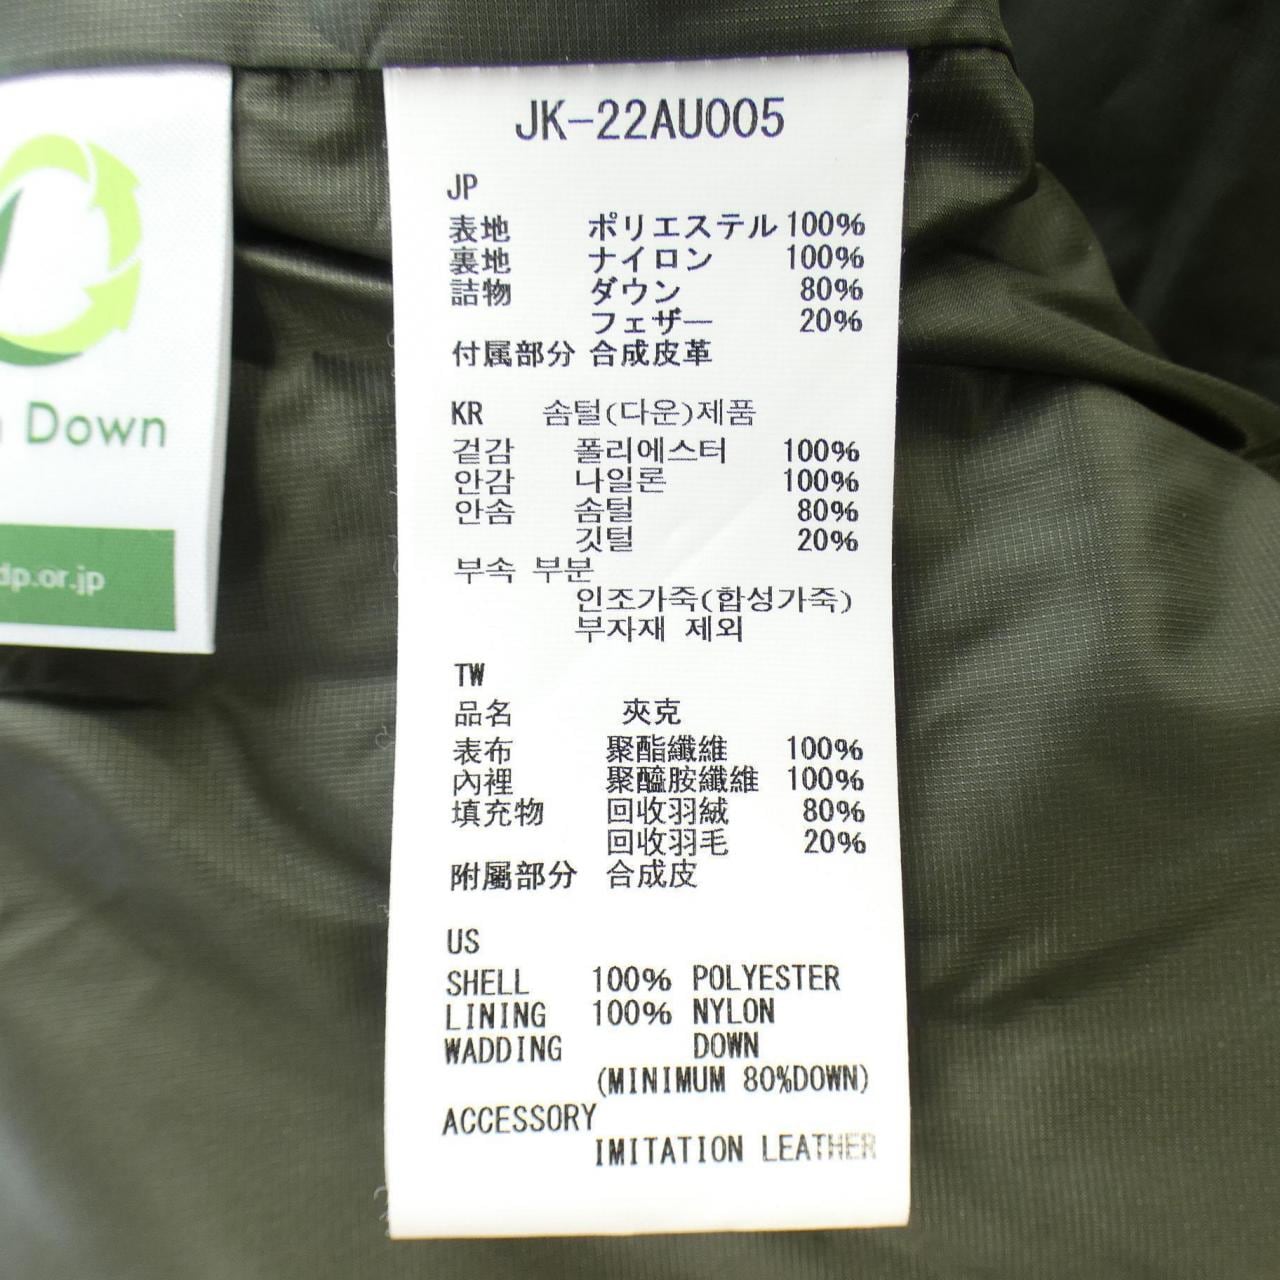 Down
dp.or.jp
JK-22AU005
JP
表地 ポリエステル 100%
裏地 ナイロン 100%
詰物 ダウン 80%
フェザー 20%
付属部分 合成皮革
KR 솜털(다운)제품
겉감 폴리에스터 100%
안감 나일론 100%
안솜 솜털 80%
깃털 20%
부속 부분
인조가죽(합성가죽)
부자재 제외
TW
品名 夾克
表布 聚酯纖維 100%
內裡 聚醯胺纖維 100%
填充物 回收羽絨 80%
回收羽毛 20%
附屬部分 合成皮
US
SHELL 100% POLYESTER
LINING 100% NYLON
WADDING DOWN
(MINIMUM 80%DOWN)
ACCESSORY
IMITATION LEATHER